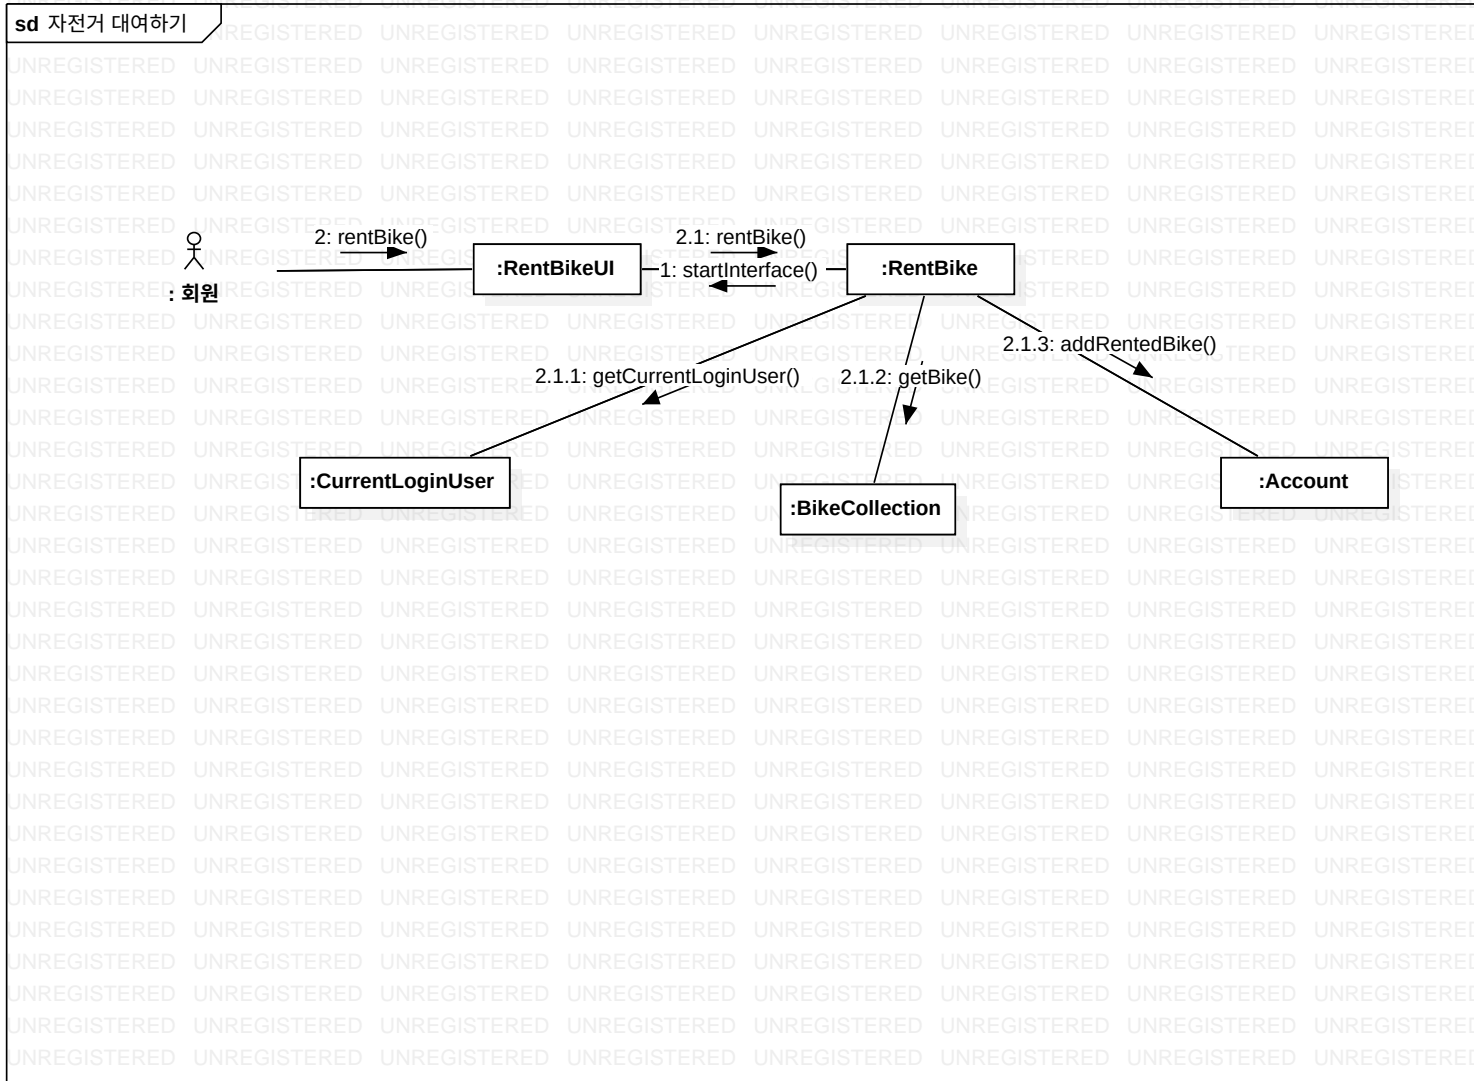 sd 자전거 대여하기
2: rentBike()
2.1: rentBike()
: 회원
:RentBikeUI
1: startInterface()
:RentBike
2.1.1: getCurrentLoginUser()
2.1.2: getBike()
2.1.3: addRentedBike()
:CurrentLoginUser
:BikeCollection
:Account
UNREGISTERED